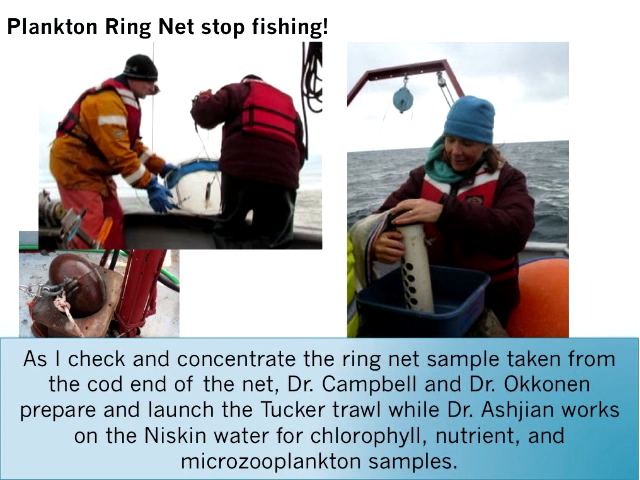 Plankton Ring Net stop fishing!
As I check and concentrate the ring net sample taken from
the cod end of the net, Dr. Campbell and Dr. Okkonen
prepare and launch the Tucker trawl while Dr. Ashjian works
on the Niskin water for chlorophyll, nutrient, and
microzooplankton samples.